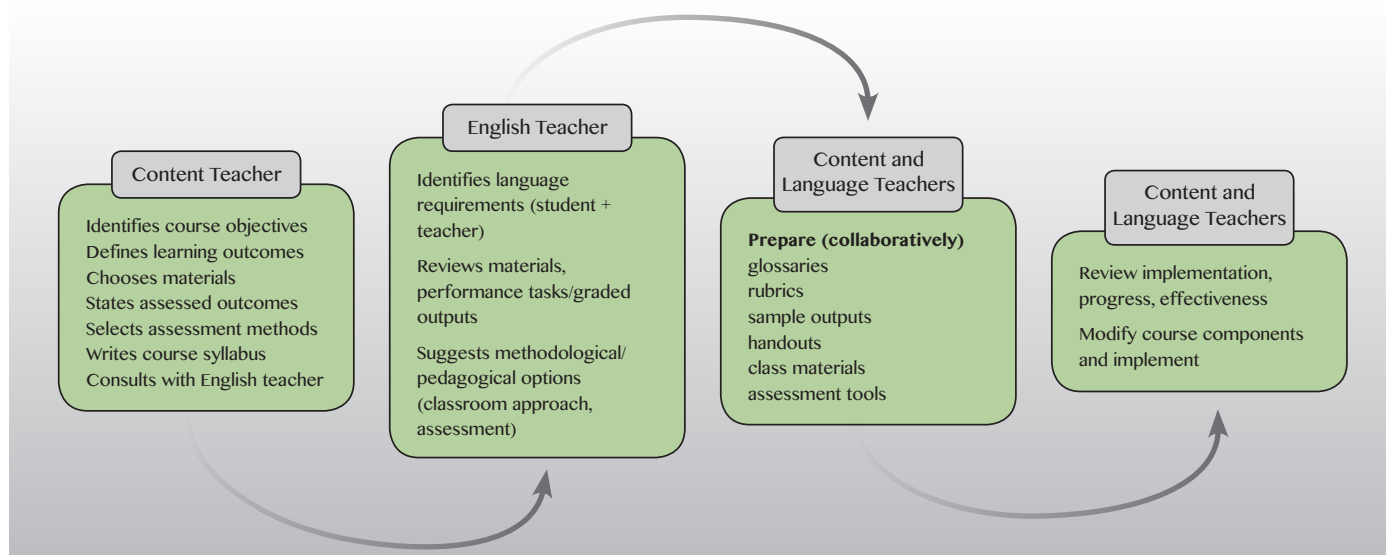 Content Teacher
Identifies course objectives
Defines learning outcomes
Chooses materials
States assessed outcomes
Selects assessment methods
Writes course syllabus
Consults with English teacher
English Teacher
Identifies language
requirements (student +
teacher)
Reviews materials,
performance tasks/graded
outputs
Suggests methodological/
pedagogical options
(classroom approach,
assessment)
Content and
Language Teachers
Prepare (collaboratively)
glossaries
rubrics
sample outputs
handouts
class materials
assessment tools
Content and
Language Teachers
Review implementation,
progress, effectiveness
Modify course components
and implement